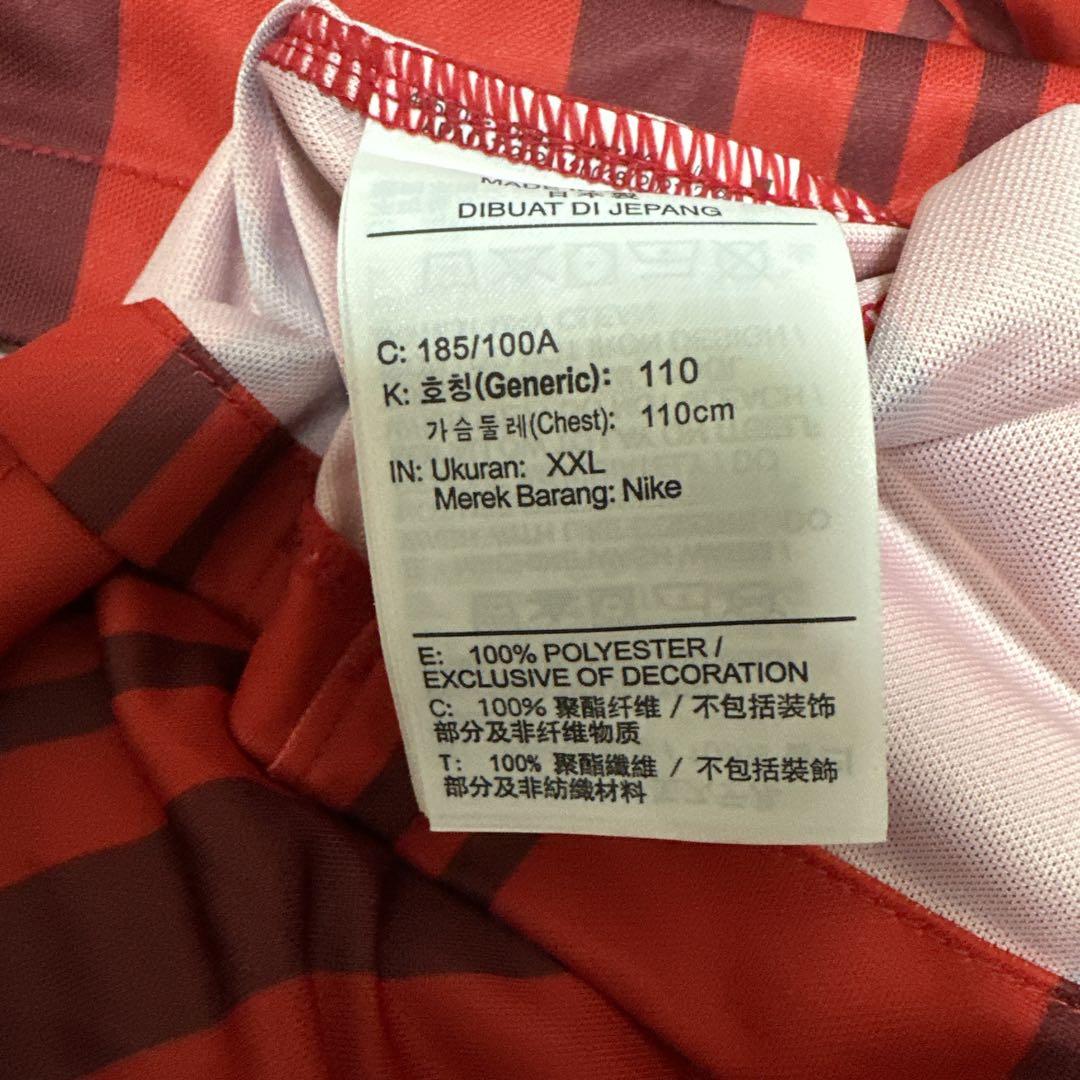 日本製
DIBUAT DI JEPANG
C: 185/100A
K: 호칭(Generic): 110
가슴둘레(Chest): 110cm
IN: Ukuran: XXL
Merek Barang: Nike
E: 100% POLYESTER /
EXCLUSIVE OF DECORATION
C: 100% 聚酯纤维 / 不包括装饰
部分及非纤维物质
T: 100% 聚酯纖維 / 不包括裝飾
部分及非紡織材料